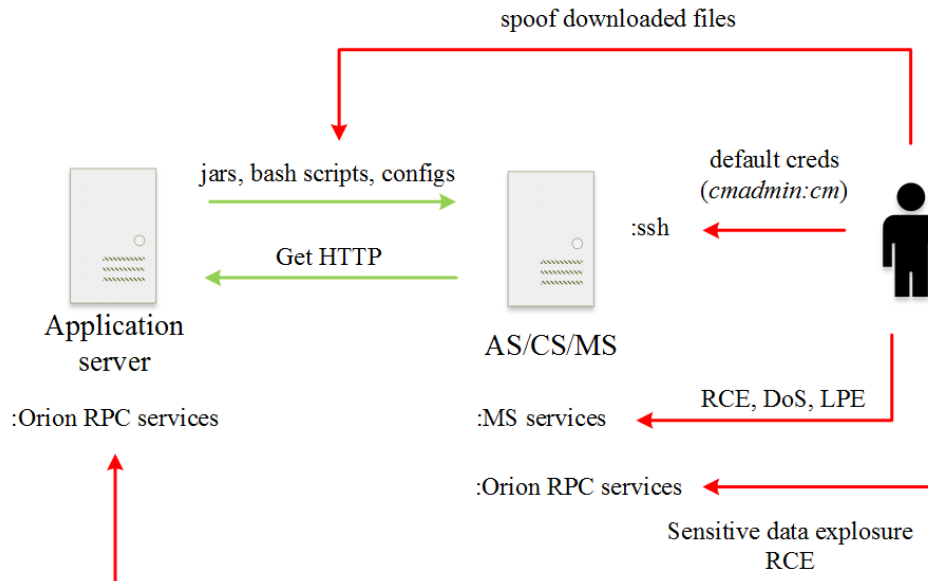 spoof downloaded files
jars, bash scripts, configs
default creds
(cmadmin:cm)
:ssh
Get HTTP
Application
server
AS/CS/MS
RCE, DoS, LPE
:Orion RPC services
:MS services
:Orion RPC services
Sensitive data explosure
RCE